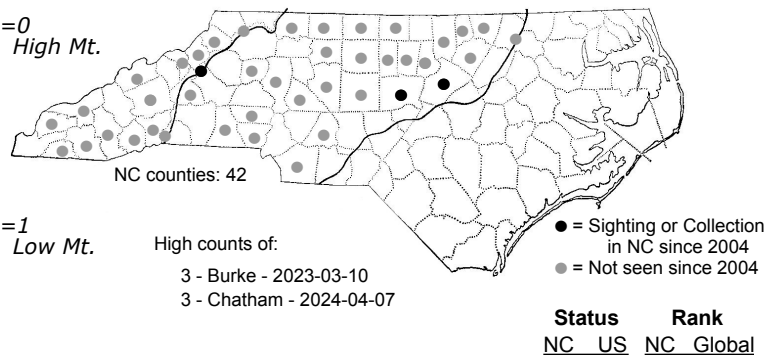 =0
High Mt.
NC counties: 42
=1
Low Mt.
High counts of:
3 - Burke - 2023-03-10
3 - Chatham - 2024-04-07
● = Sighting or Collection
in NC since 2004
● = Not seen since 2004
Status Rank
NC US NC Global